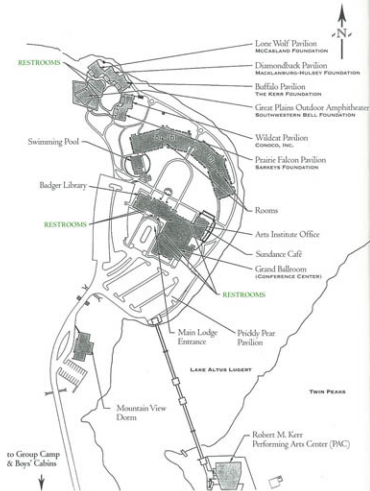 N
Lone Wolf Pavilion
McCasland Foundation
RESTROOMS
Diamondback Pavilion
Macklanburg-Hulsey Foundation
Buffalo Pavilion
The Kerr Foundation
Great Plains Outdoor Amphitheater
Southwestern Bell Foundation
Wildcat Pavilion
Conoco, Inc.
Swimming Pool
Prairie Falcon Pavilion
Sarkeys Foundation
Badger Library
Rooms
RESTROOMS
Arts Institute Office
Sundance Café
Grand Ballroom
(Conference Center)
RESTROOMS
Main Lodge
Entrance
Prickly Pear
Pavilion
Lake Altus Lugert
Twin Peaks
Mountain View
Dorm
Robert M. Kerr
Performing Arts Center (PAC)
to Group Camp
& Boys' Cabins